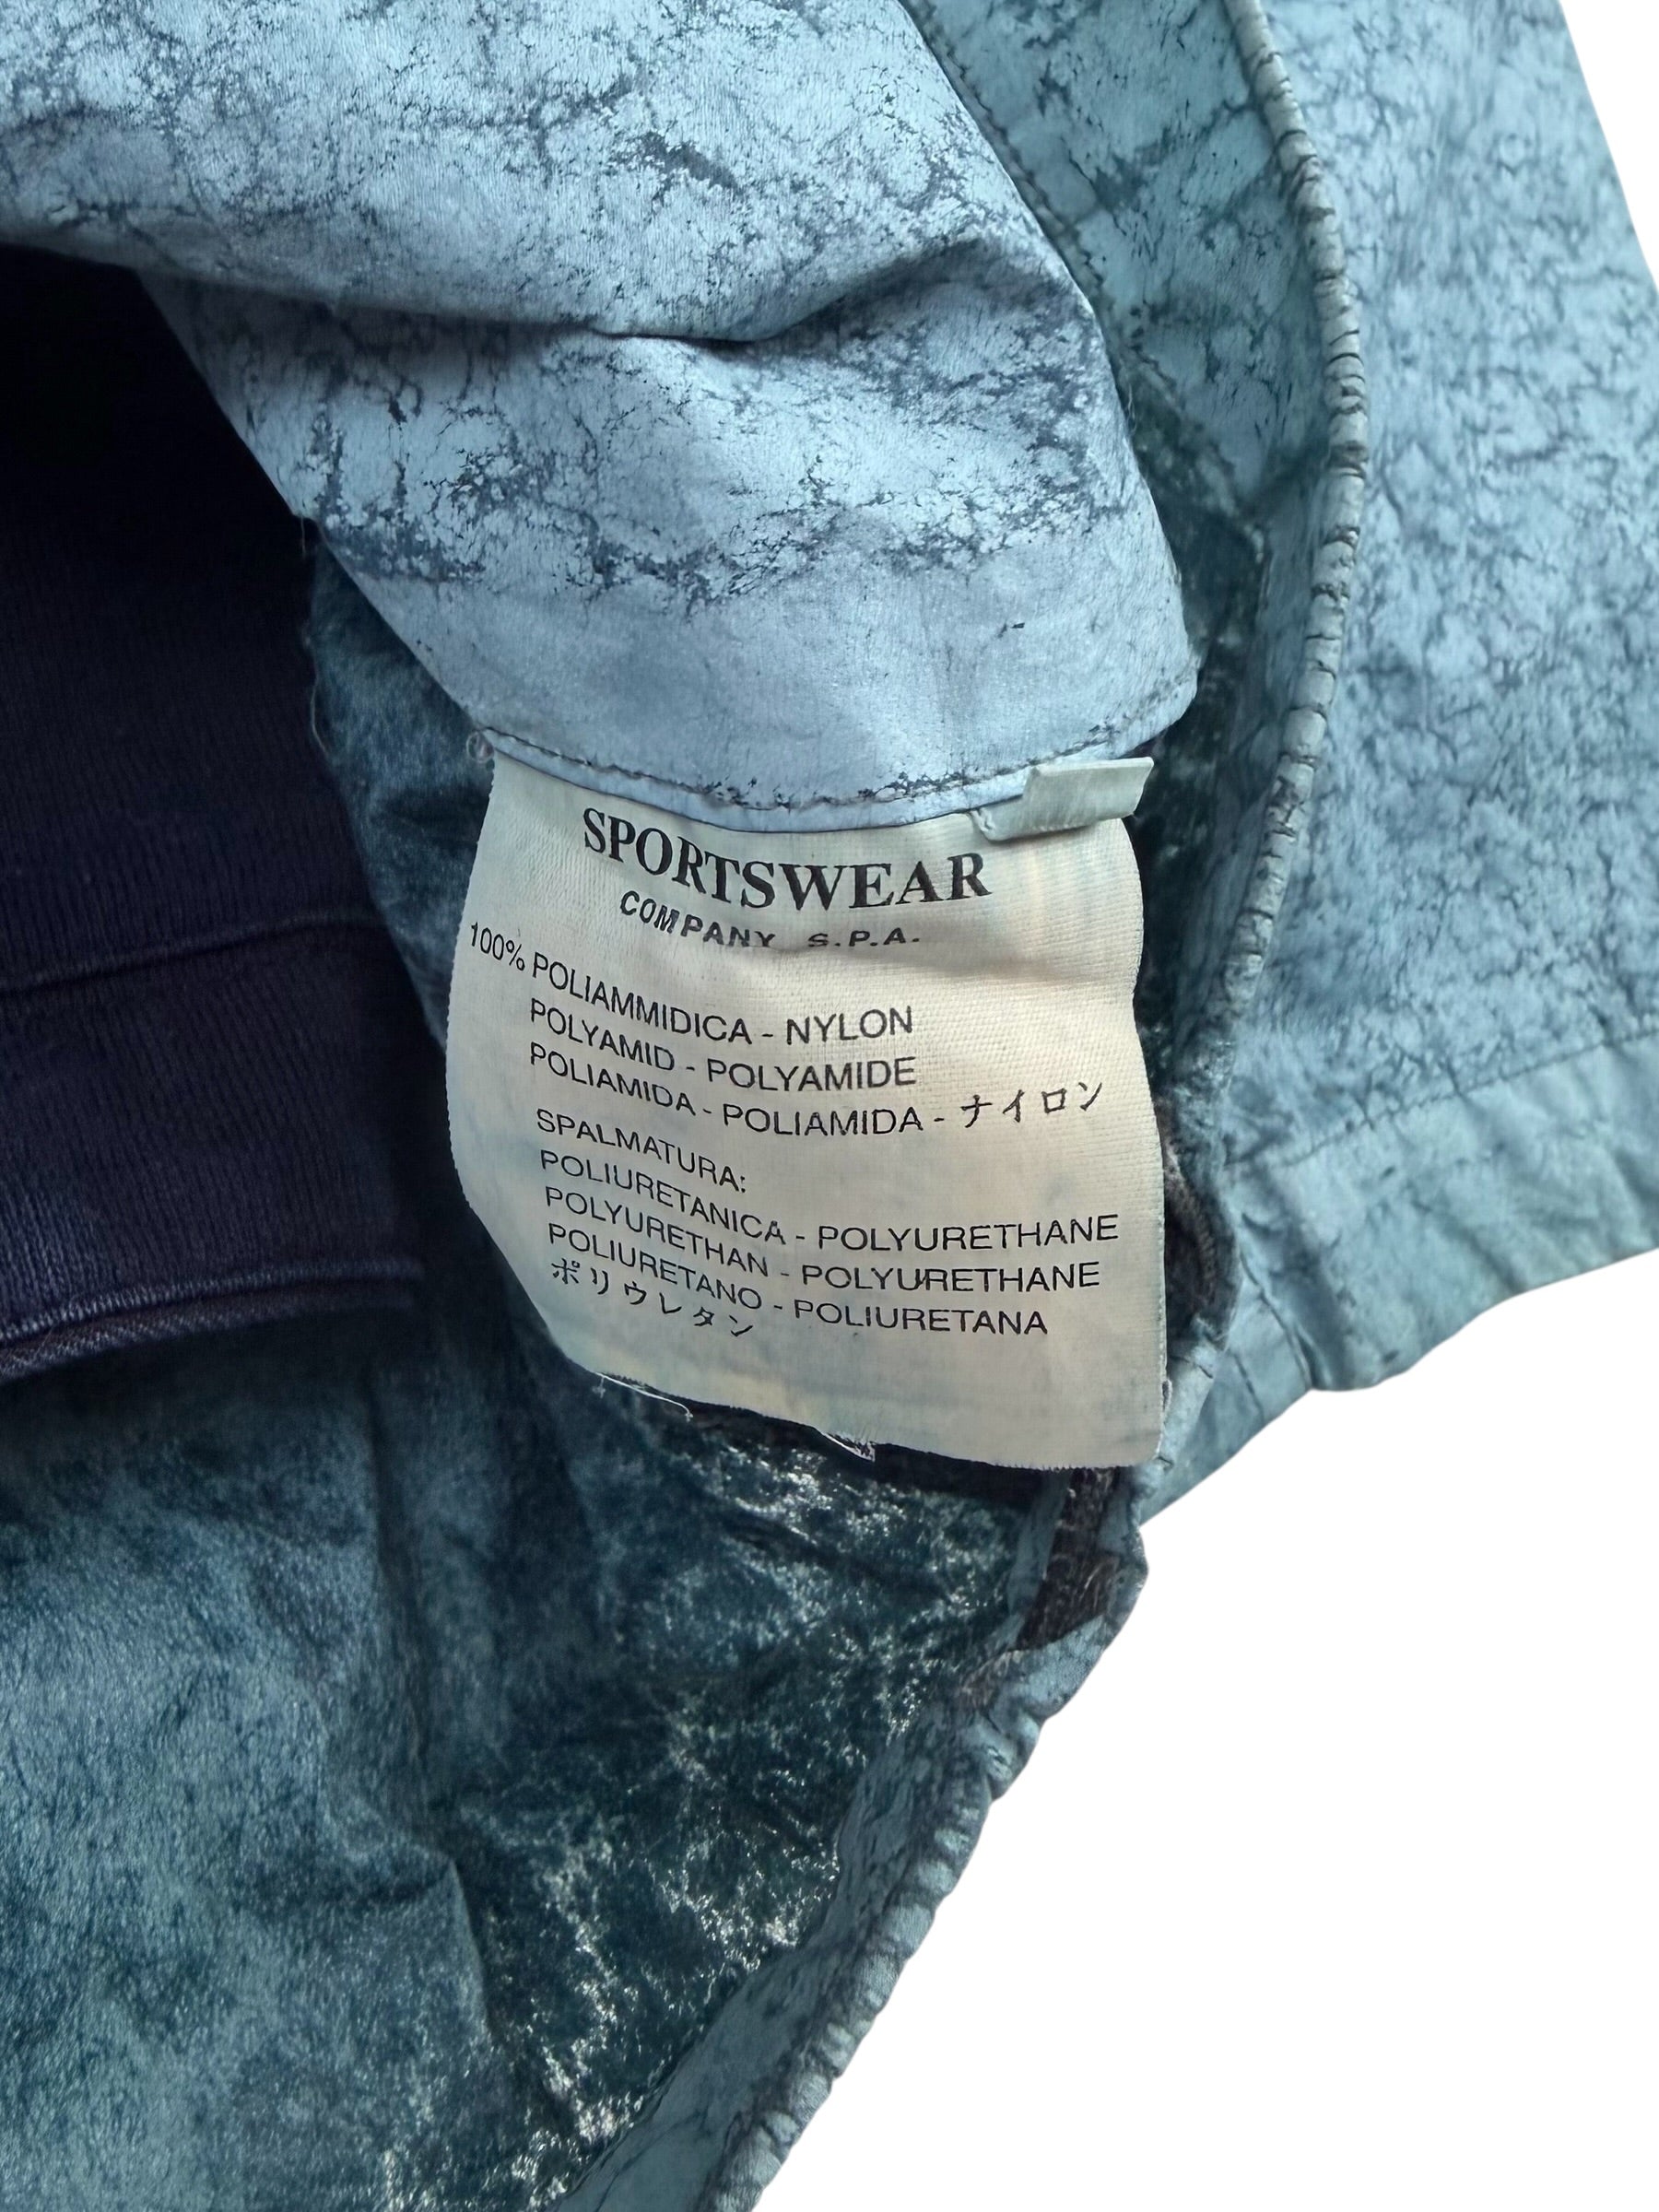 SPORTSWEAR
COMPANY S.P.A.
100% POLIAMMIDICA - NYLON
POLYAMID - POLYAMIDE
POLIAMIDA - POLIAMIDA - ナイロン
SPALMATURA:
POLIURETANICA - POLYURETHANE
POLYURETHAN - POLYURETHANE
POLIURETANO - POLIURETANA
ポリウレタン